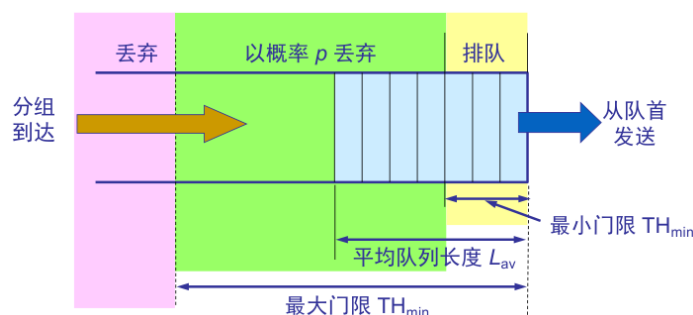 丢弃
以概率 p 丢弃
排队
分组
到达
从队首
发送
最小门限 THmin
平均队列长度 Lav
最大门限 THmin